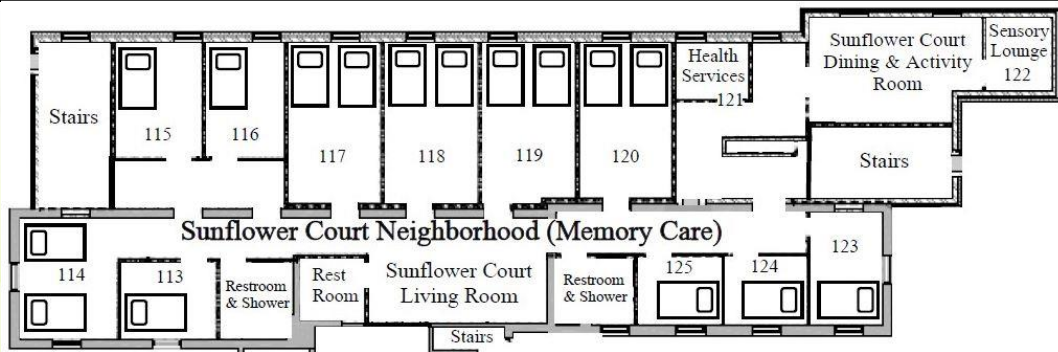 Sunflower Court
Dining & Activity
Room
Sensory
Lounge
122
Health
Services
121
Stairs
115
116
117
118
119
120
Stairs
Sunflower Court Neighborhood (Memory Care)
114
113
Restroom
& Shower
Rest
Room
Sunflower Court
Living Room
Restroom
& Shower
125
124
123
Stairs